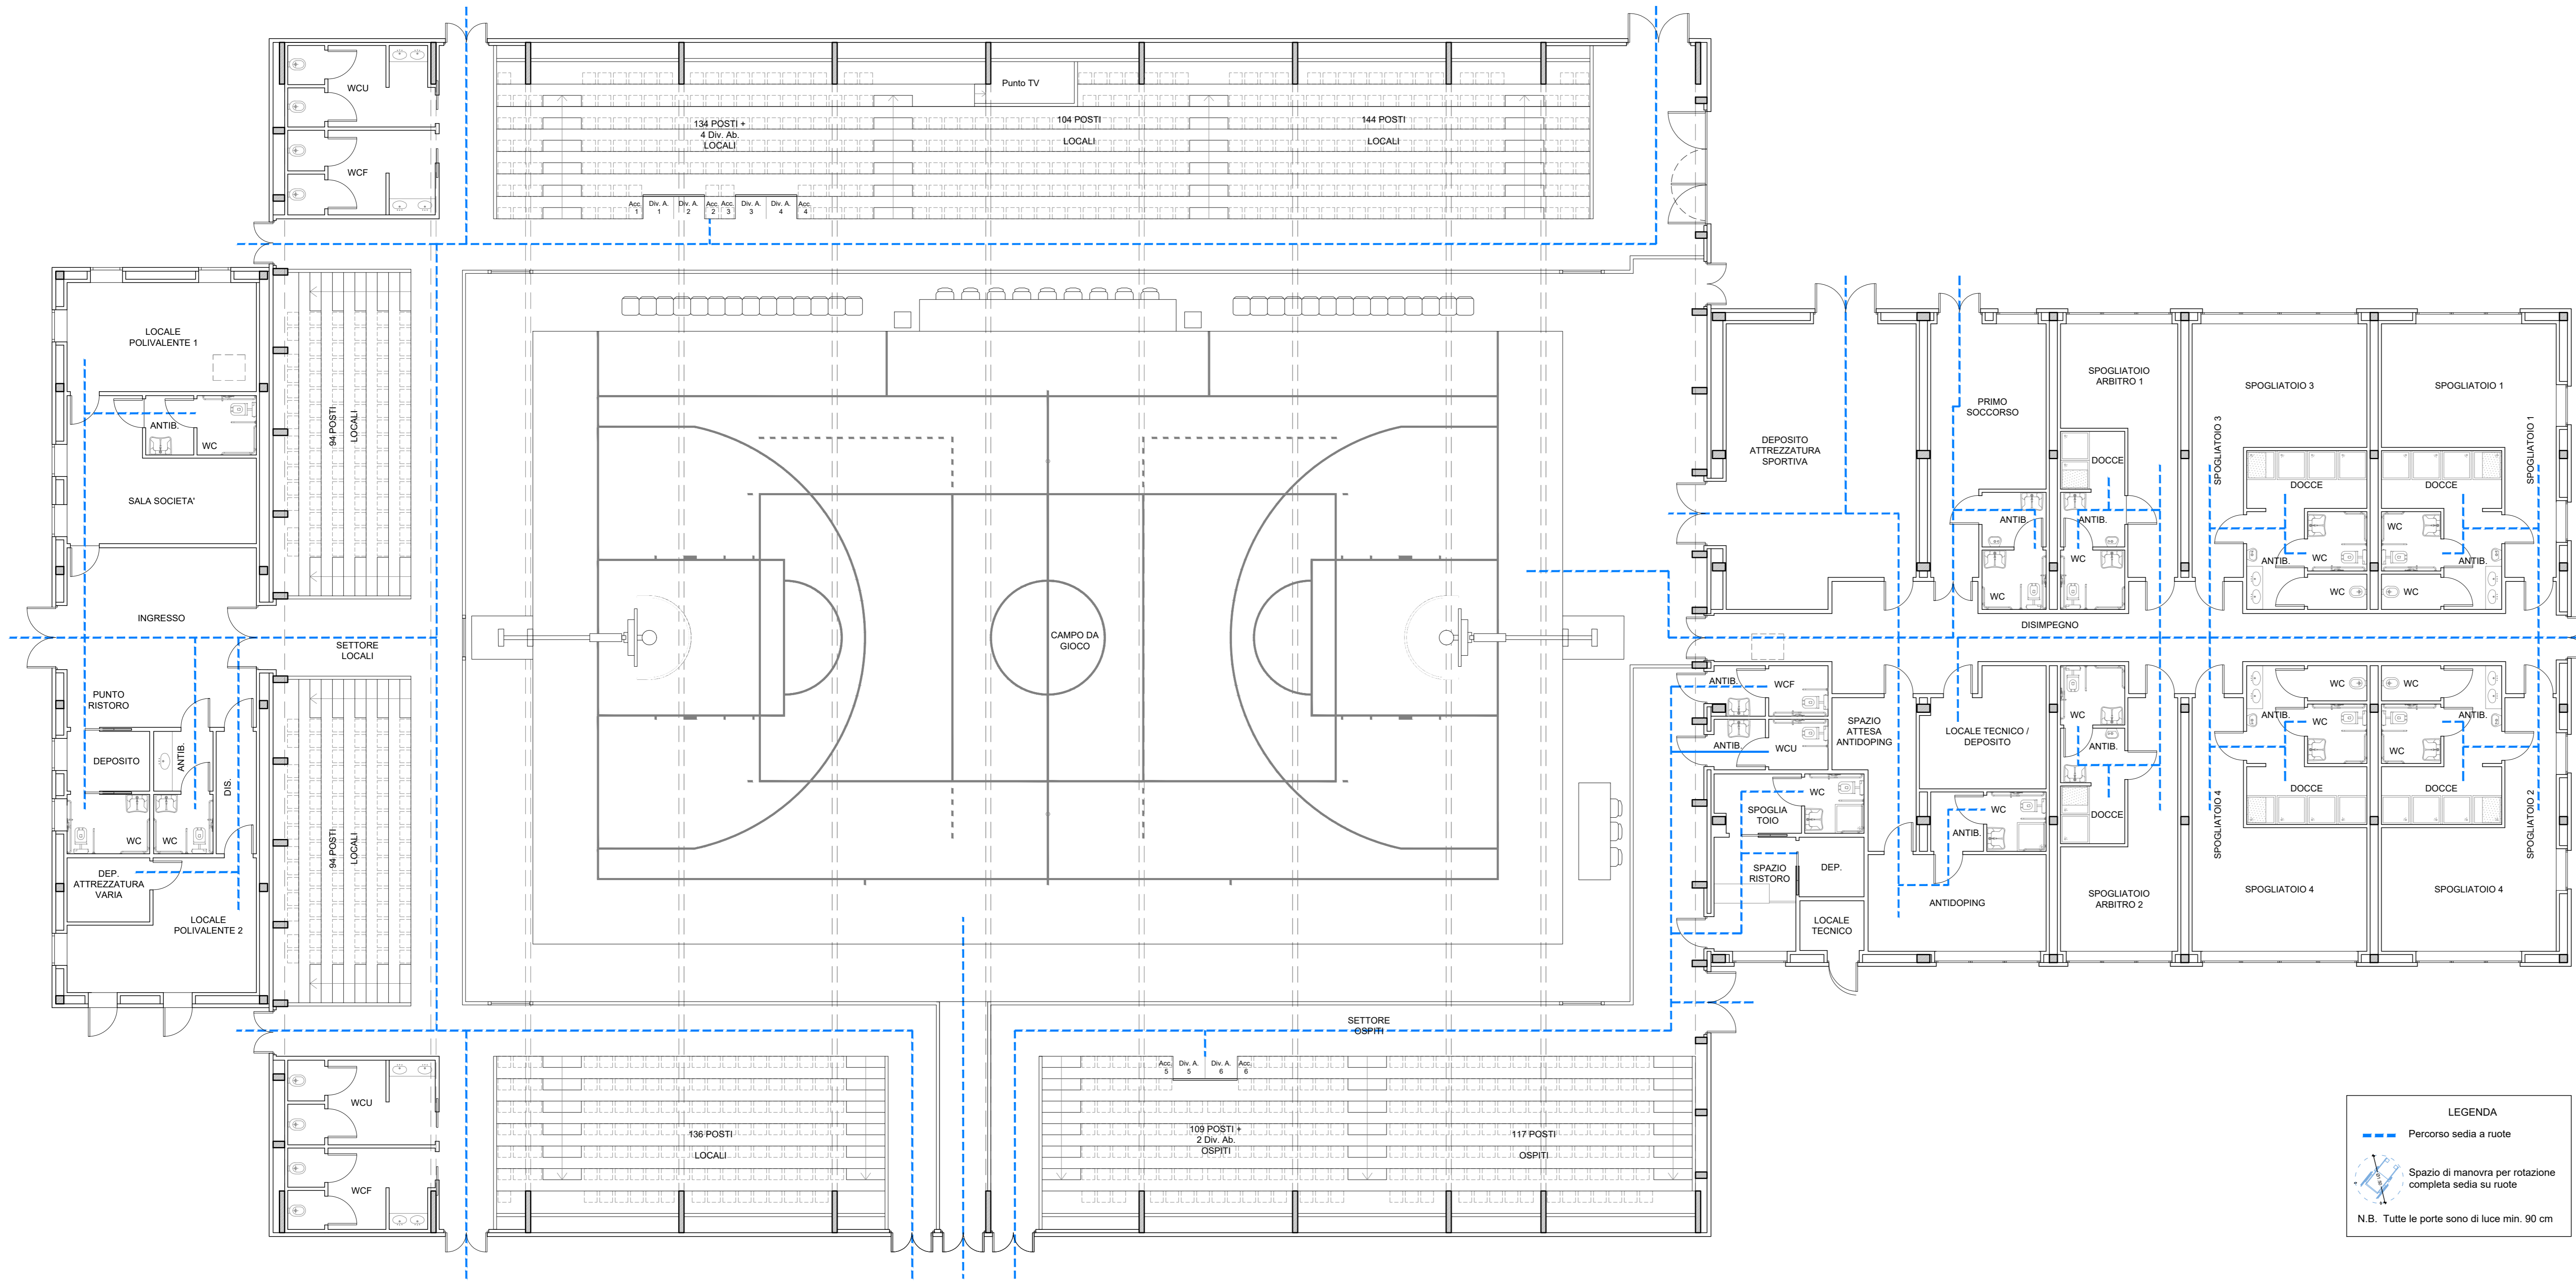 WCU
WCF
Punto TV
134 POSTI +
4 Div. Ab.
LOCALI
104 POSTI
LOCALI
144 POSTI
LOCALI
Acc.
1
Div. A.
1
Div. A.
2
Acc.
2
Acc.
3
Div. A.
3
Div. A.
4
Acc.
4
LOCALE
POLIVALENTE 1
ANTIB.
WC
SALA SOCIETA'
94 POSTI
LOCALI
INGRESSO
SETTORE
LOCALI
PUNTO
RISTORO
DEPOSITO
ANTIB.
DIS.
WC
WC
DEP.
ATTREZZATURA
VARIA
LOCALE
POLIVALENTE 2
94 POSTI
LOCALI
CAMPO DA
GIOCO
DEPOSITO
ATTREZZATURA
SPORTIVA
PRIMO
SOCCORSO
ANTIB.
WC
SPOGLIATOIO
ARBITRO 1
DOCCE
ANTIB.
WC
SPOGLIATOIO 3
SPOGLIATOIO 3
DOCCE
ANTIB.
WC
WC
SPOGLIATOIO 1
SPOGLIATOIO 1
DOCCE
WC
ANTIB.
WC
DISIMPEGNO
ANTIB.
WCF
ANTIB.
WCU
SPAZIO
ATTESA
ANTIDOPING
LOCALE TECNICO /
DEPOSITO
SPOGLIA
TOIO
WC
SPAZIO
RISTORO
DEP.
LOCALE
TECNICO
ANTIB.
WC
ANTIDOPING
WC
ANTIB.
DOCCE
SPOGLIATOIO
ARBITRO 2
WC
ANTIB.
WC
DOCCE
SPOGLIATOIO 4
SPOGLIATOIO 4
WC
ANTIB.
WC
DOCCE
SPOGLIATOIO 2
SPOGLIATOIO 4
SETTORE
OSPITI
WCU
WCF
136 POSTI
LOCALI
Acc.
5
Div. A.
5
Div. A.
6
Acc.
6
109 POSTI +
2 Div. Ab.
OSPITI
117 POSTI
OSPITI
LEGENDA
Percorso sedia a ruote
Spazio di manovra per rotazione
completa sedia su ruote
N.B. Tutte le porte sono di luce min. 90 cm